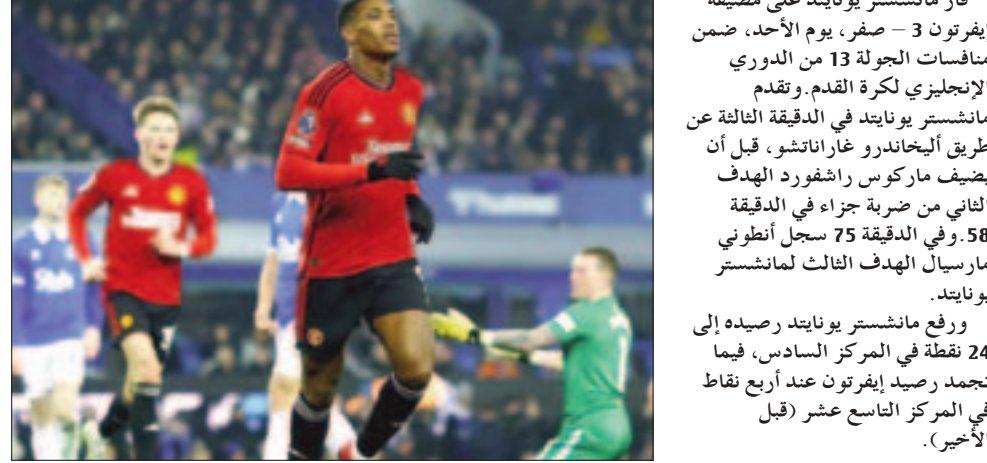 فاز مانشستر يونايتد على مضيفه
إيفرتون 3 – صفر، يوم الأحد، ضمن
منافسات الجولة 13 من الدوري
الإنجليزي لكرة القدم.وتقدم
مانشستر يونايتد في الدقيقة الثالثة عن
طريق أليخاندرو غاراناتشو، قبل أن
يضيف ماركوس راشفورد الهدف
الثاني من ضربة جزاء في الدقيقة
58.وفي الدقيقة 75 سجل أنطوني
مارسيال الهدف الثالث لمانشستر
يونايتد.
ورفع مانشستر يونايتد رصيده إلى
24 نقطة في المركز السادس، فيما
تجمد رصيد إيفرتون عند أربع نقاط
في المركز التاسع عشر (قبل
الأخير).